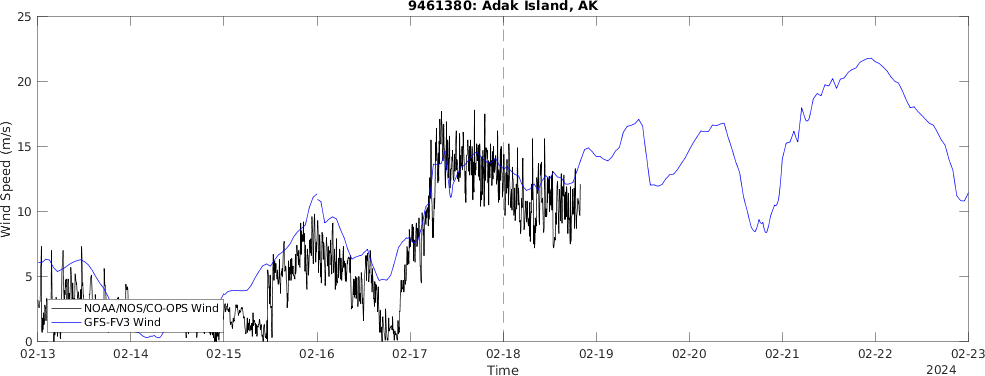 9461380: Adak Island, AK
Wind Speed (m/s)
25
20
15
10
5
0
NOAA/NOS/CO-OPS Wind
GFS-FV3 Wind
02-13 02-14 02-15 02-16 02-17 02-18 02-19 02-20 02-21 02-22 02-23
Time
2024